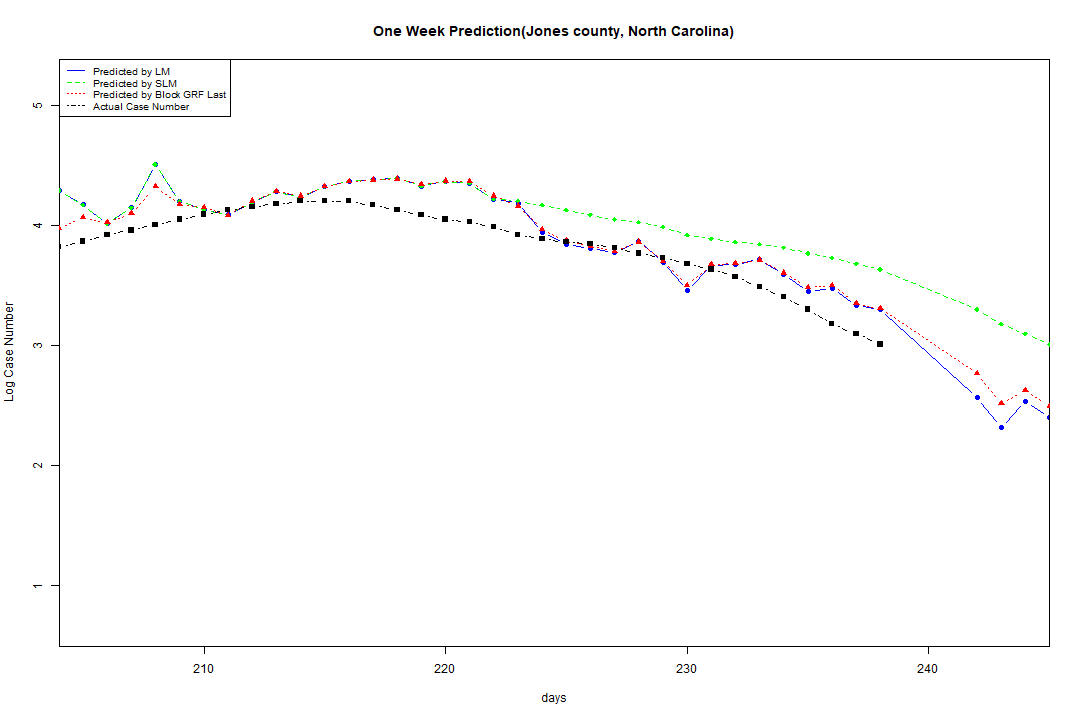 One Week Prediction(Jones county, North Carolina)
Predicted by LM
Predicted by SLM
Predicted by Block GRF Last
Actual Case Number
5
4
3
2
1
Log Case Number
210
220
230
240
days